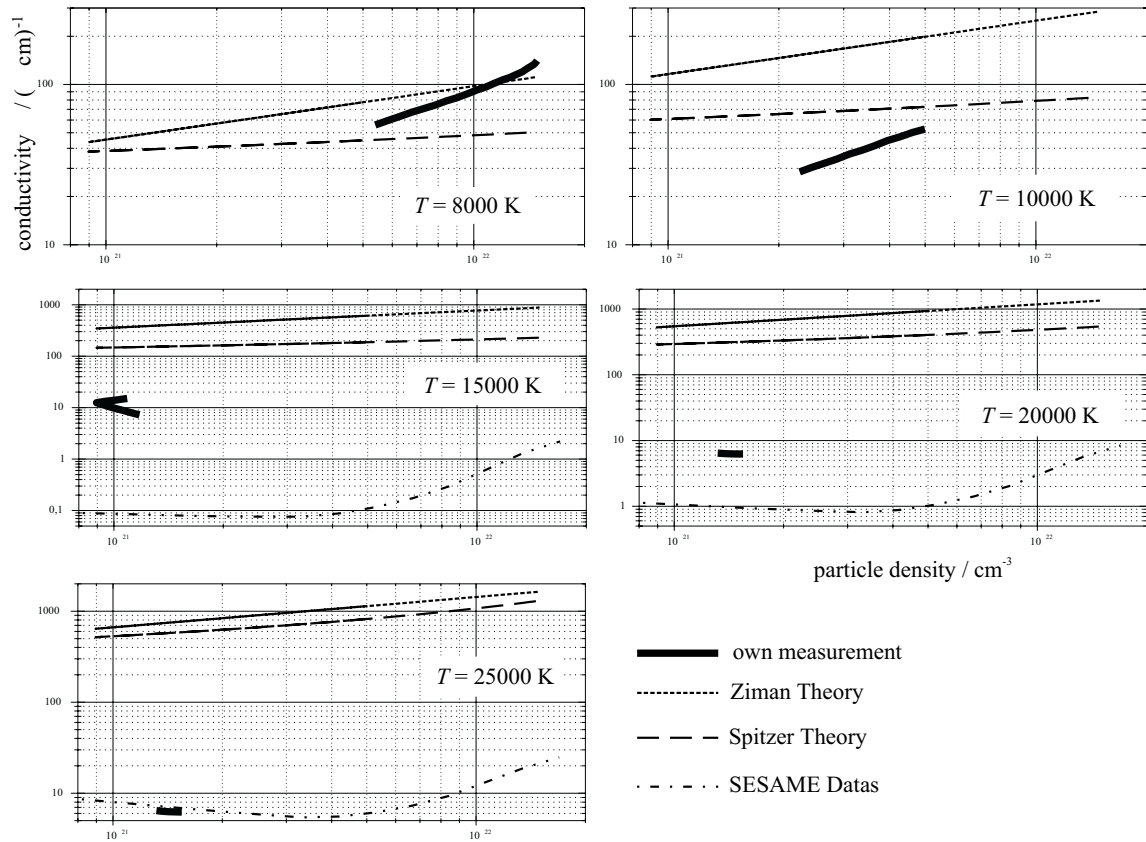 conductivity / ( cm)-1
100
10
10 21
10 22
T = 8000 K
100
10
10 21
10 22
T = 10000 K
1000
100
10
1
0,1
10 21
10 22
T = 15000 K
1000
100
10
1
10 21
10 22
T = 20000 K
particle density / cm-3
1000
100
10
10 21
10 22
T = 25000 K
own measurement
Ziman Theory
Spitzer Theory
SESAME Datas